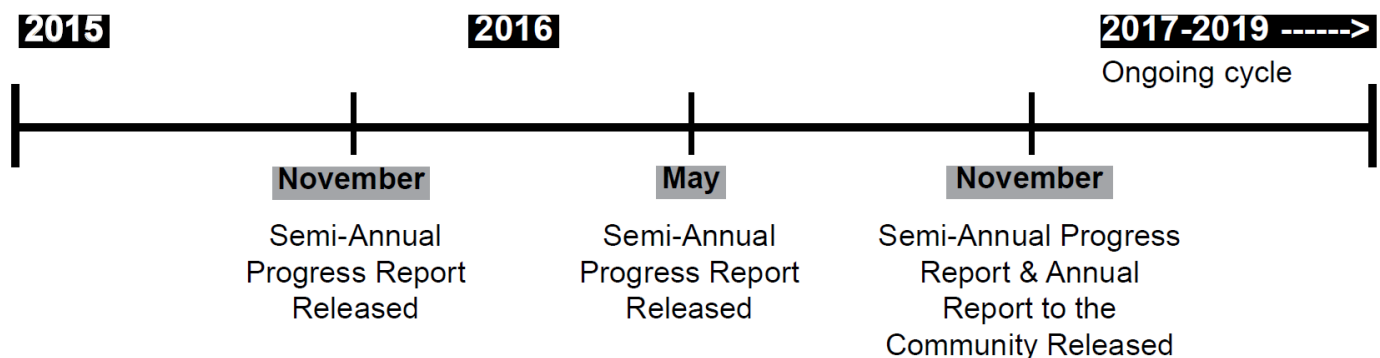 2015
2016
2017-2019 ------>
Ongoing cycle
November
Semi-Annual
Progress Report
Released
May
Semi-Annual
Progress Report
Released
November
Semi-Annual Progress
Report & Annual
Report to the
Community Released